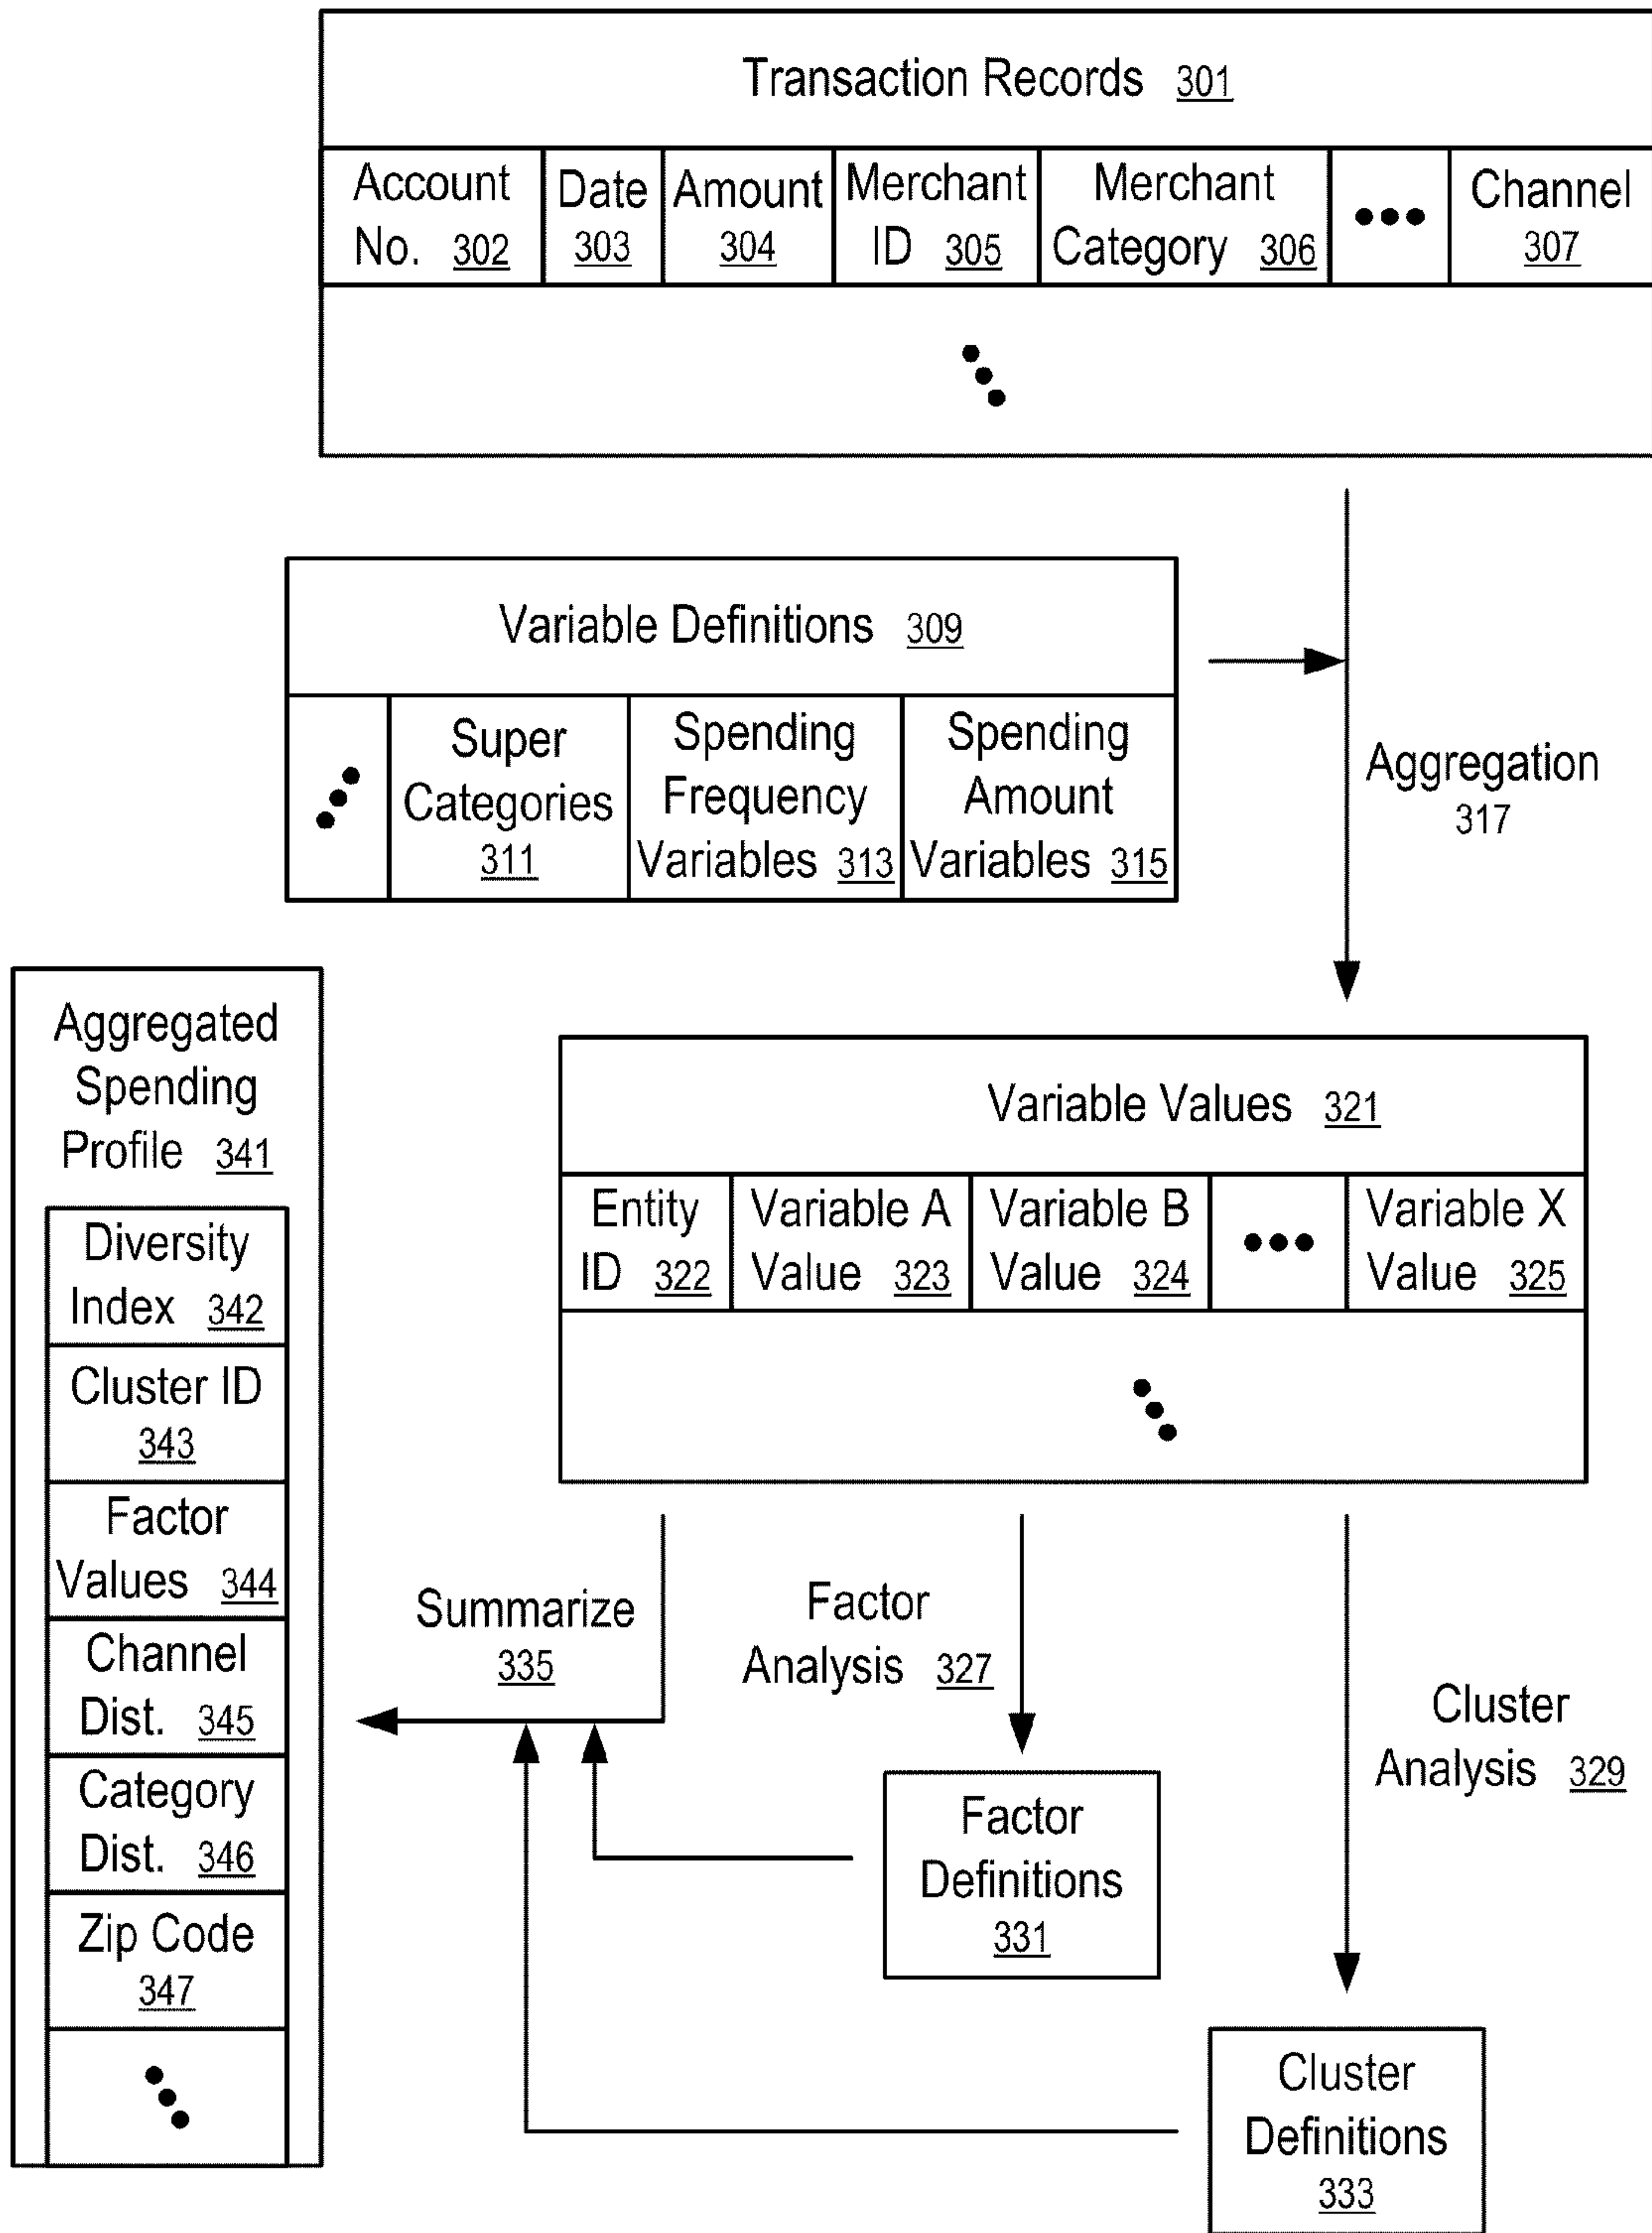 Transaction Records 301
Account
No. 302
Date
303
Amount
304
Merchant
ID 305
Merchant
Category 306
Channel
307
Variable Definitions 309
Super
Categories
311
Spending
Frequency
Variables 313
Spending
Amount
Variables 315
Aggregation
317
Aggregated
Spending
Profile 341
Diversity
Index 342
Cluster ID
343
Factor
Values 344
Channel
Dist. 345
Category
Dist. 346
Zip Code
347
Variable Values 321
Entity
ID 322
Variable A
Value 323
Variable B
Value 324
Variable X
Value 325
Summarize
335
Factor
Analysis 327
Cluster
Analysis 329
Factor
Definitions
331
Cluster
Definitions
333